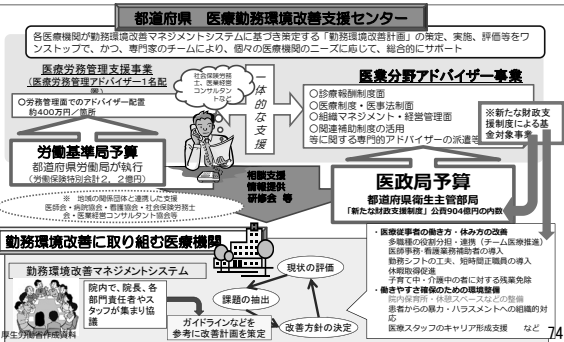 都道府県　医療勤務環境改善支援センター
各医療機関が勤務環境改善マネジメントシステムに基づき策定する「勤務環境改善計画」の策定、実施、評価等をワ
ンストップで、かつ、専門家のチームにより、個々の医療機関のニーズに応じて、総合的にサポート
医療労務管理支援事業
（医療労務管理アドバイザー1名配
置）
○労務管理面でのアドバイザー配置
約400万円／箇所
労働基準局予算
都道府県労働局が執行
（労働保険特別会計２，２億円）
※　地域の関係団体と連携した支援
医師会・病院協会・看護協会・社会保険労務士
会・医業経営コンサルタント協会等
社会保険労務
士、医業経営
コンサルタン
トなど
一体的な支援
医業分野アドバイザー事業
○診療報酬制度面
○医療制度・医事法制面
○組織マネジメント・経営管理面
○関連補助制度の活用
等に関する専門的アドバイザーの派遣等
※新たな財政支
援制度による基
金対象事業
医政局予算
都道府県衛生主管部局
「新たな財政支援制度」公費904億円の内数
相談支援
情報提供
研修会　等
勤務環境改善に取り組む医療機関
勤務環境改善マネジメントシステム
院内で、院長、各
部門責任者やス
タッフが集まり協
議
ガイドラインなどを
参考に改善計画を策定
現状の評価
課題の抽出
改善方針の決定
・医療従事者の働き方・休み方の改善
多職種の役割分担・連携（チーム医療推進）
医師事務・看護業務補助者の導入
勤務シフトの工夫、短時間正職員の導入
休暇取得促進
子育て中・介護中の者に対する残業免除
・働きやすさ確保のための環境整備
院内保育所・休憩スペースなどの整備
患者からの暴力・ハラスメントへの組織的対
応
医療スタッフのキャリア形成支援　など
厚生労働省作成資料
74